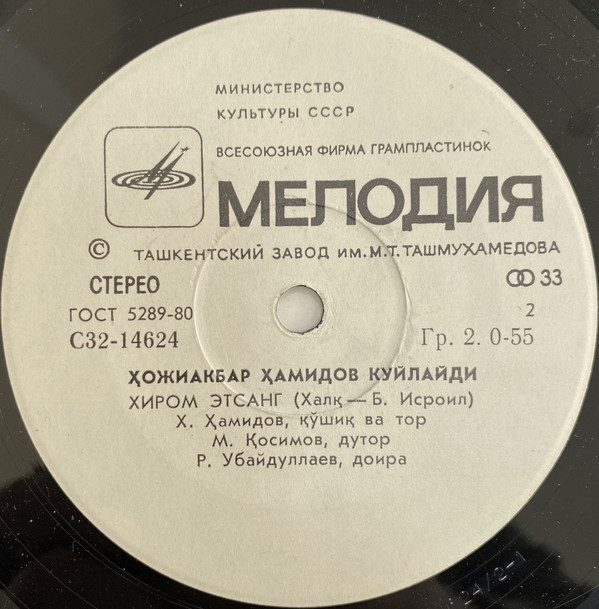 МИНИСТЕРСТВО
КУЛЬТУРЫ СССР
ВСЕСОЮЗНАЯ ФИРМА ГРАМПЛАСТИНОК
МЕЛОДИЯ
© ТАШКЕНТСКИЙ ЗАВОД ИМ. М.Т. ТАШМУХАМЕДОВА
СТЕРЕО
33
ГОСТ 5289-80
2
С32-14624
Гр. 2. 0-55
ҲОЖИАКБАР ҲАМИДОВ КУЙЛАЙДИ
ХИРОМ ЭТСАНГ (Халқ — Б. Исроил)
Х. Ҳамидов, қўшиқ ва тор
М. Қосимов, дутор
Р. Убайдуллаев, доира